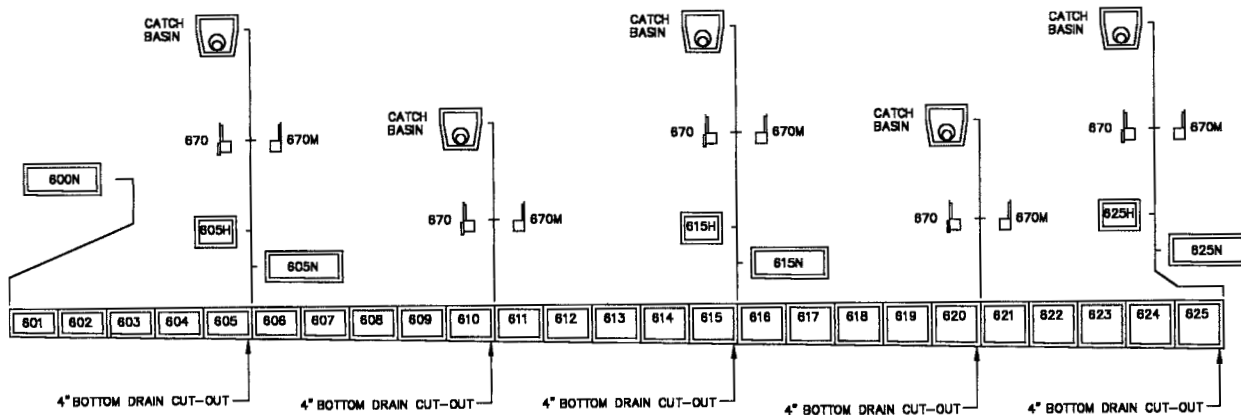 CATCH
BASIN
CATCH
BASIN
CATCH
BASIN
CATCH
BASIN
CATCH
BASIN
670
670M
670
670M
670
670M
670
670M
670
670M
600N
605H
605N
615H
615N
625H
625N
601 602 603 604 605 606 607 608 609 610 611 612 613 614 615 616 617 618 619 620 621 622 623 624 625
4" BOTTOM DRAIN CUT-OUT
4" BOTTOM DRAIN CUT-OUT
4" BOTTOM DRAIN CUT-OUT
4" BOTTOM DRAIN CUT-OUT
4" BOTTOM DRAIN CUT-OUT